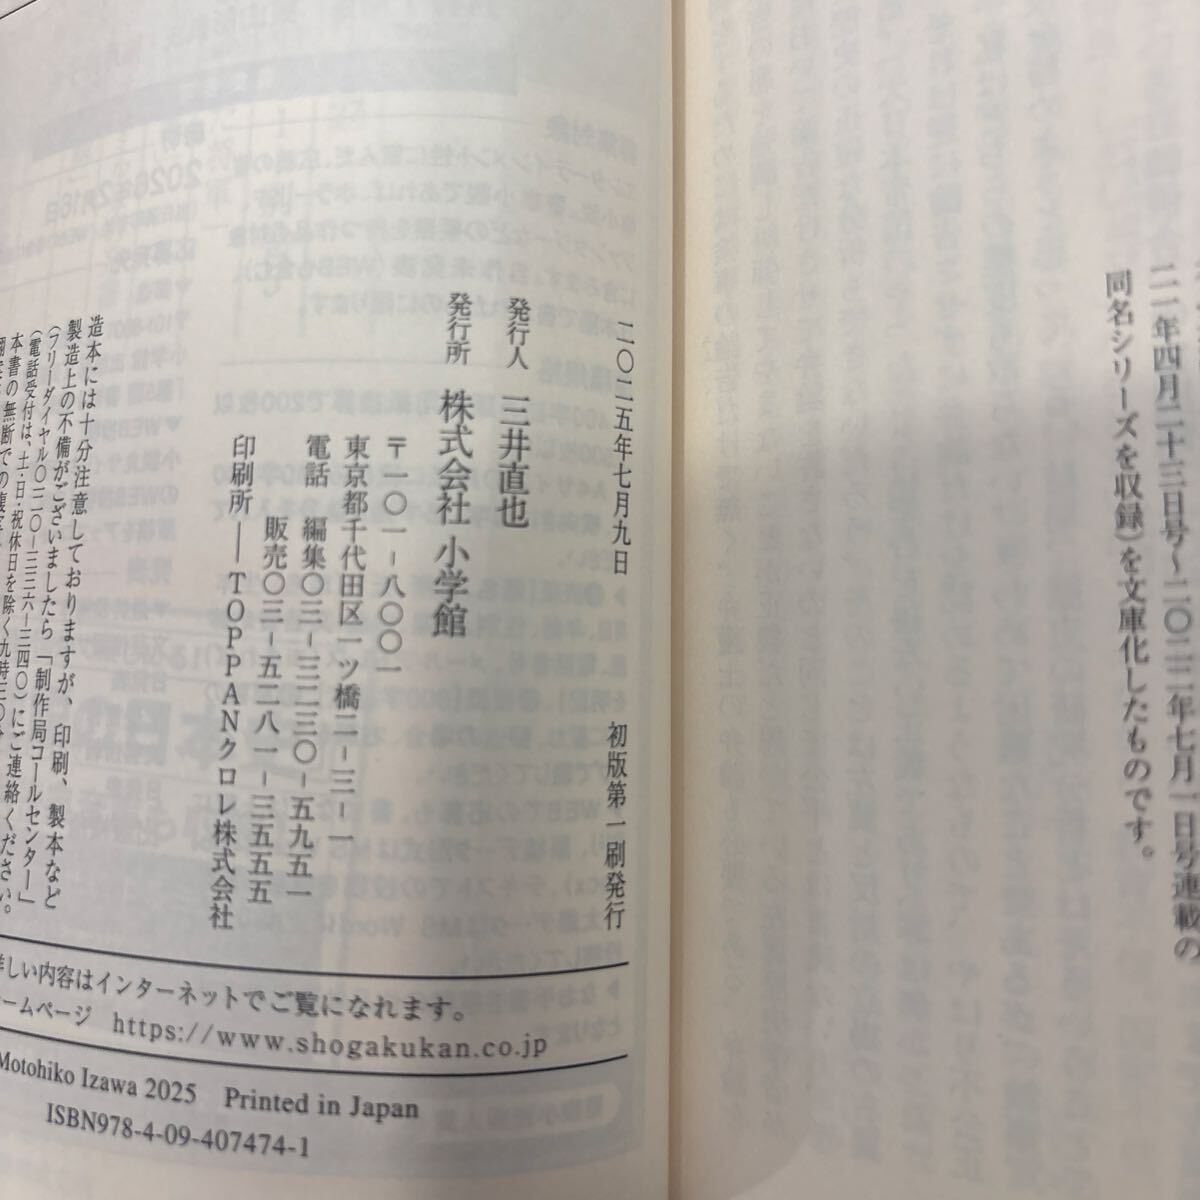 二一年四月二十三日号～二〇二二年七月一日号連載の
同名シリーズを収録）を文庫化したものです。
二〇二五年七月九日　初版第一刷発行
発行人　三井直也
発行所　株式会社 小学館
〒一〇一-八〇〇一
東京都千代田区一ツ橋二-三-一
電話　編集〇三-三二三〇-五九五一
販売〇三-五二八一-三五五五
印刷所――TOPPANクロレ株式会社
造本には十分注意しておりますが、印刷、製本など
製造上の不備がございましたら「制作局コールセンター」
（フリーダイヤル〇一二〇-三三六-三四〇）にご連絡ください。
（電話受付は、土・日・祝休日を除く九時三〇分
本書の無断での複写
詳しい内容はインターネットでご覧になれます。
ームページ　https://www.shogakukan.co.jp
Motohiko Izawa 2025　Printed in Japan
ISBN978-4-09-407474-1